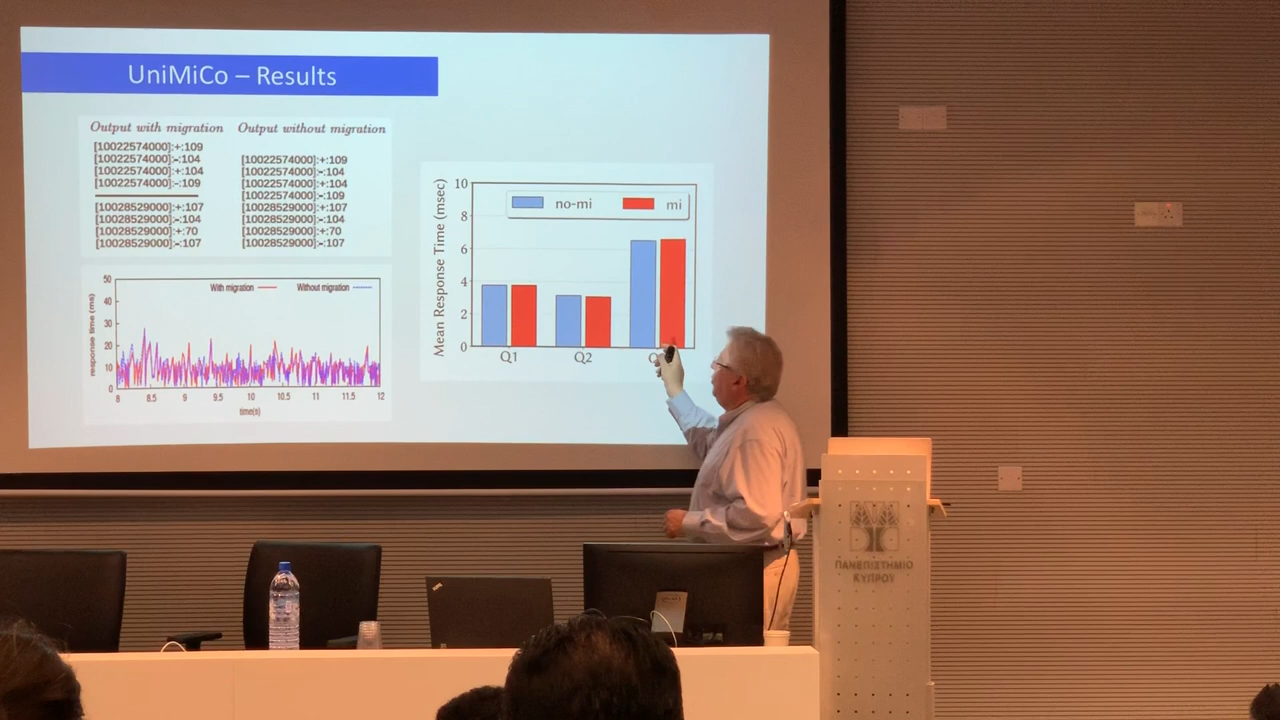 UniMiCo – Results
Output with migration
[10022574000]:+:109
[10022574000]:-:104
[10022574000]:+:104
[10022574000]:-:109
[10028529000]:+:107
[10028529000]:-:104
[10028529000]:+:70
[10028529000]:-:107
Output without migration
[10022574000]:+:109
[10022574000]:-:104
[10022574000]:+:104
[10022574000]:-:109
[10028529000]:+:107
[10028529000]:-:104
[10028529000]:+:70
[10028529000]:-:107
50
40
30
20
10
0
response time (ms)
With migration
Without migration
8
8.5
9
9.5
10
10.5
11
11.5
12
time(s)
Mean Response Time (msec)
10
8
6
4
2
0
no-mi
mi
Q1
Q2
ΠΑΝΕΠΙΣΤΗΜΙΟ
ΚΥΠΡΟΥ